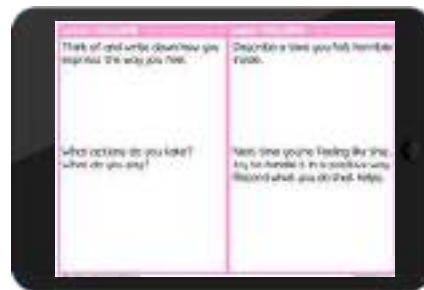 Think of and write down how you
express the way you feel.
What actions do you take?
What do you say?
Describe a time you felt horrible
inside.
Next time you're feeling like this,
try to handle it in a positive way.
Record what you do that helps.